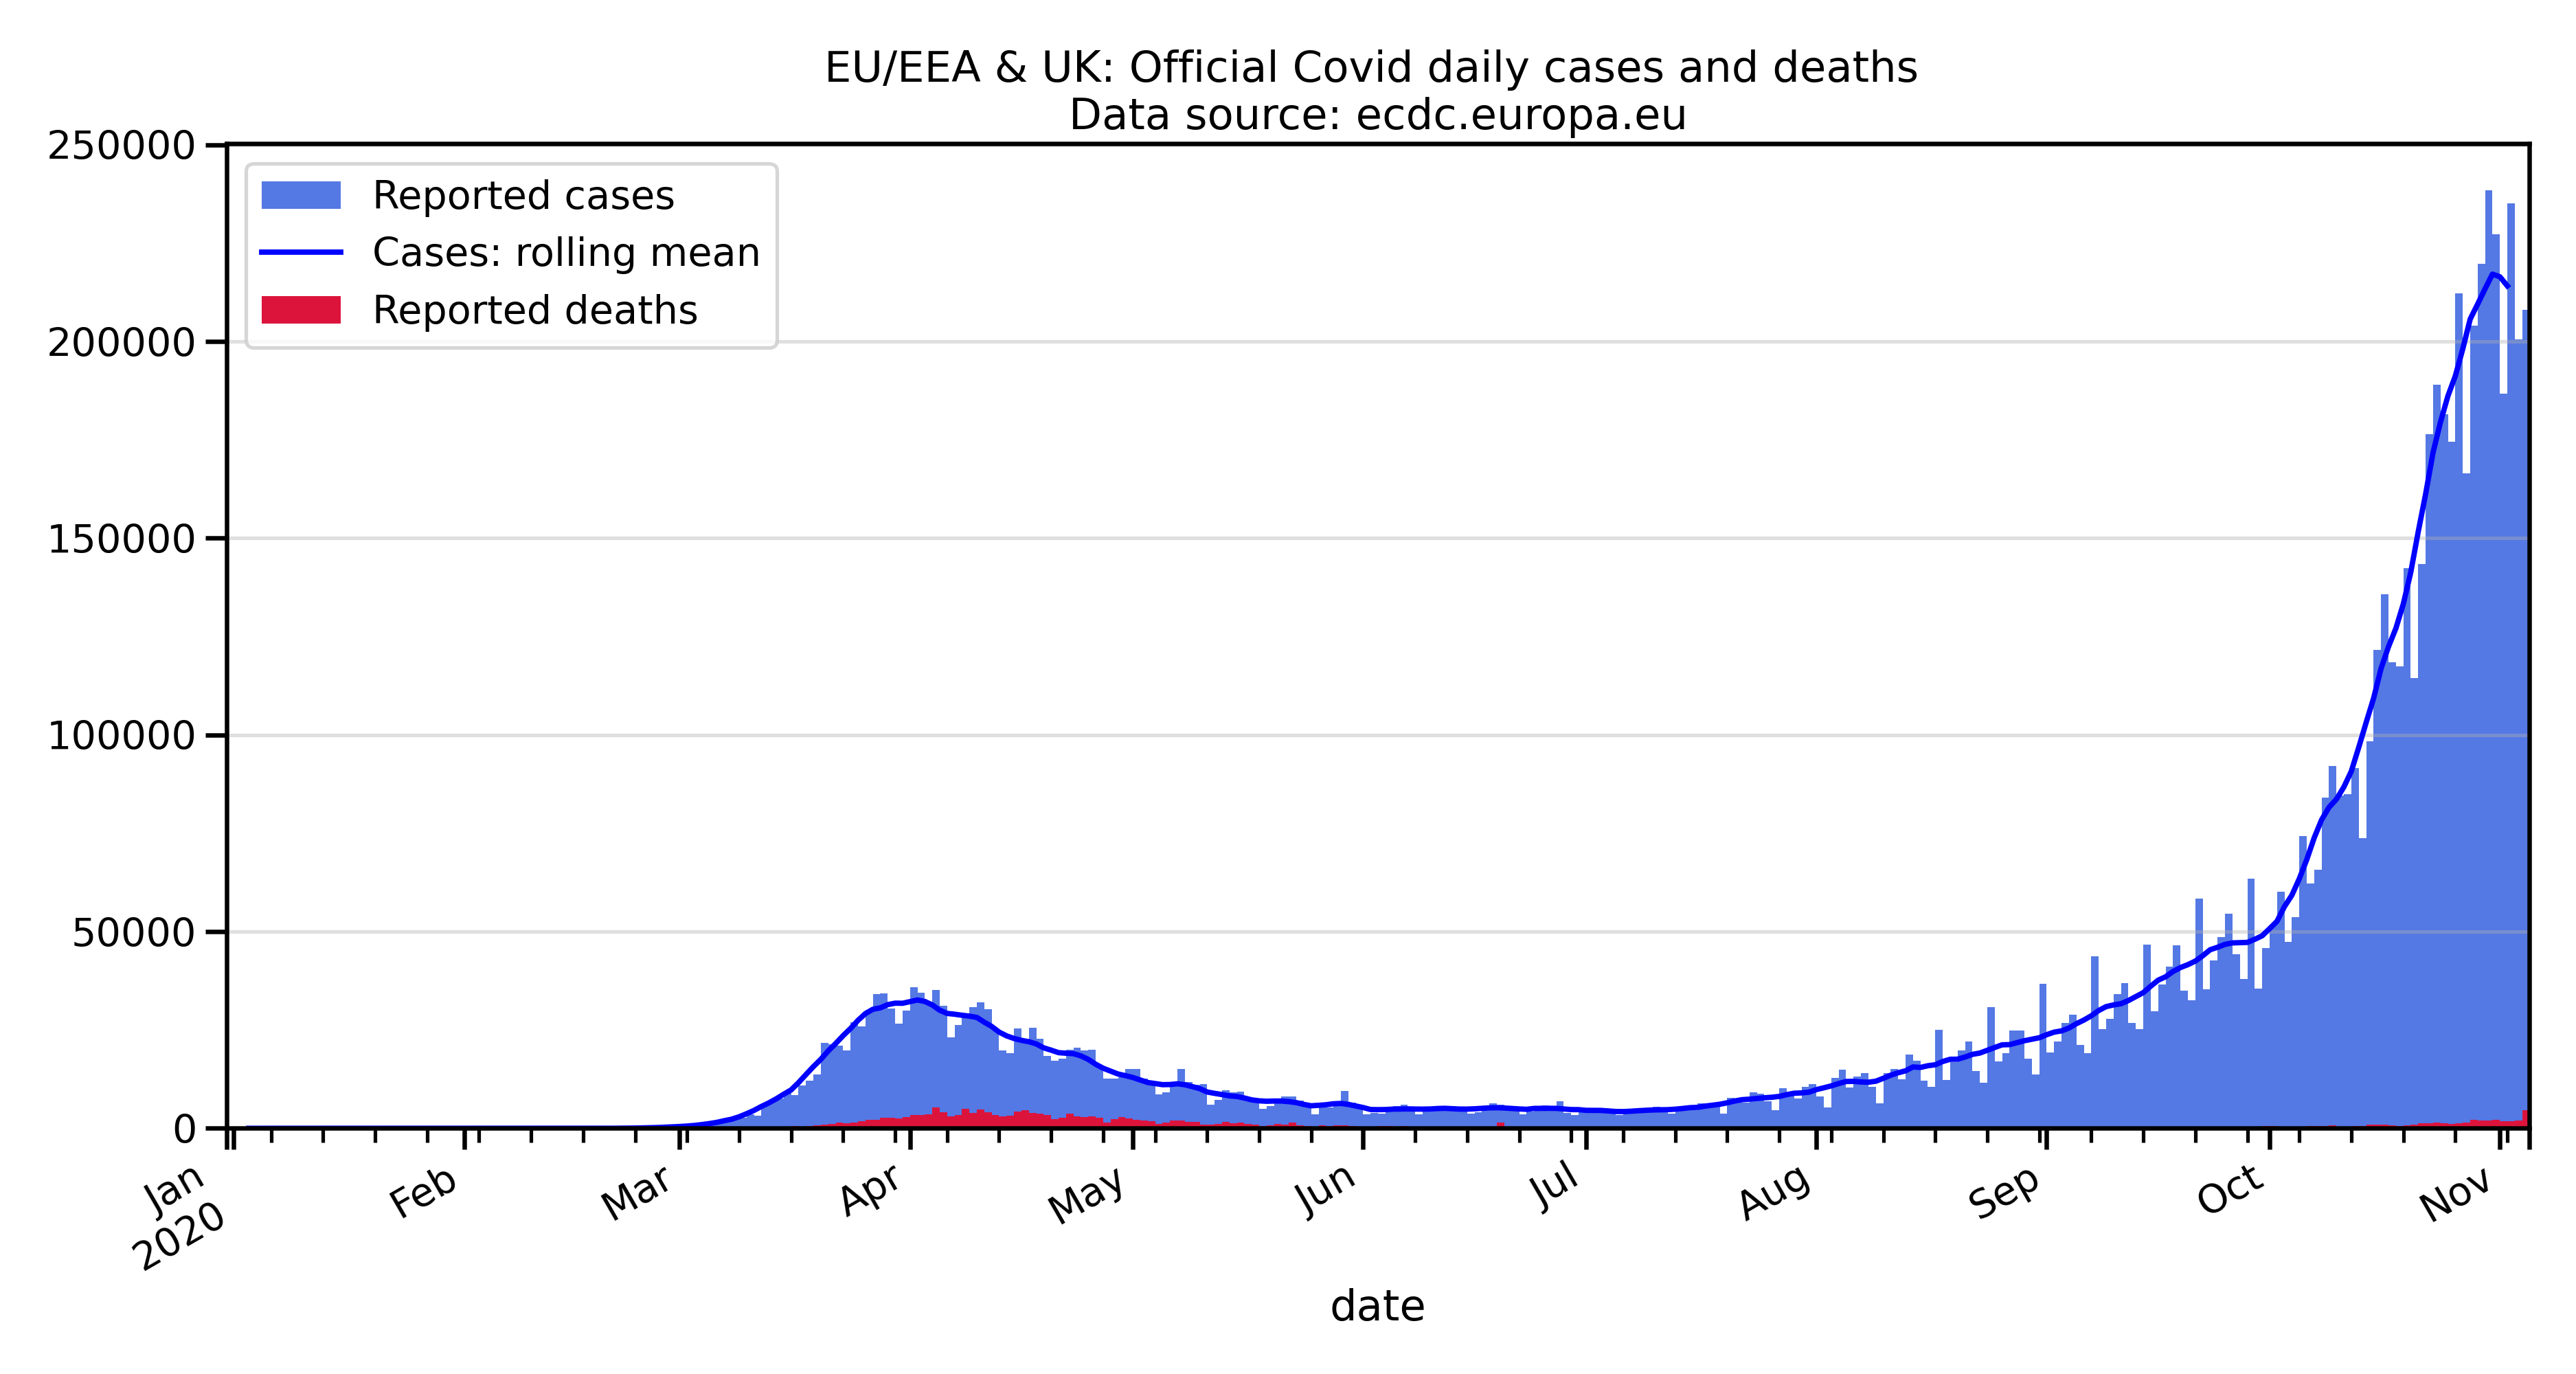 EU/EEA & UK: Official Covid daily cases and deaths
Data source: ecdc.europa.eu
250000
200000
150000
100000
50000
0
Reported cases
Cases: rolling mean
Reported deaths
Jan
2020
Feb
Mar
Apr
May
Jun
Jul
Aug
Sep
Oct
Nov
date